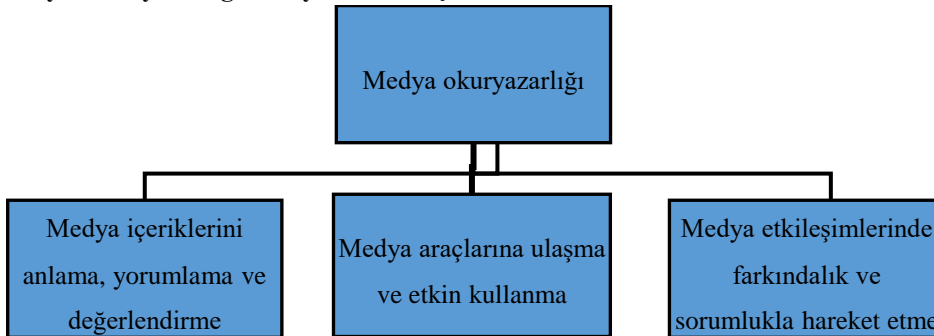 Medya okuryazarlığı
Medya içeriklerini
anlama, yorumlama ve
değerlendirme
Medya araçlarına ulaşma
ve etkin kullanma
Medya etkileşimlerinde
farkındalık ve
sorumlukla hareket etme